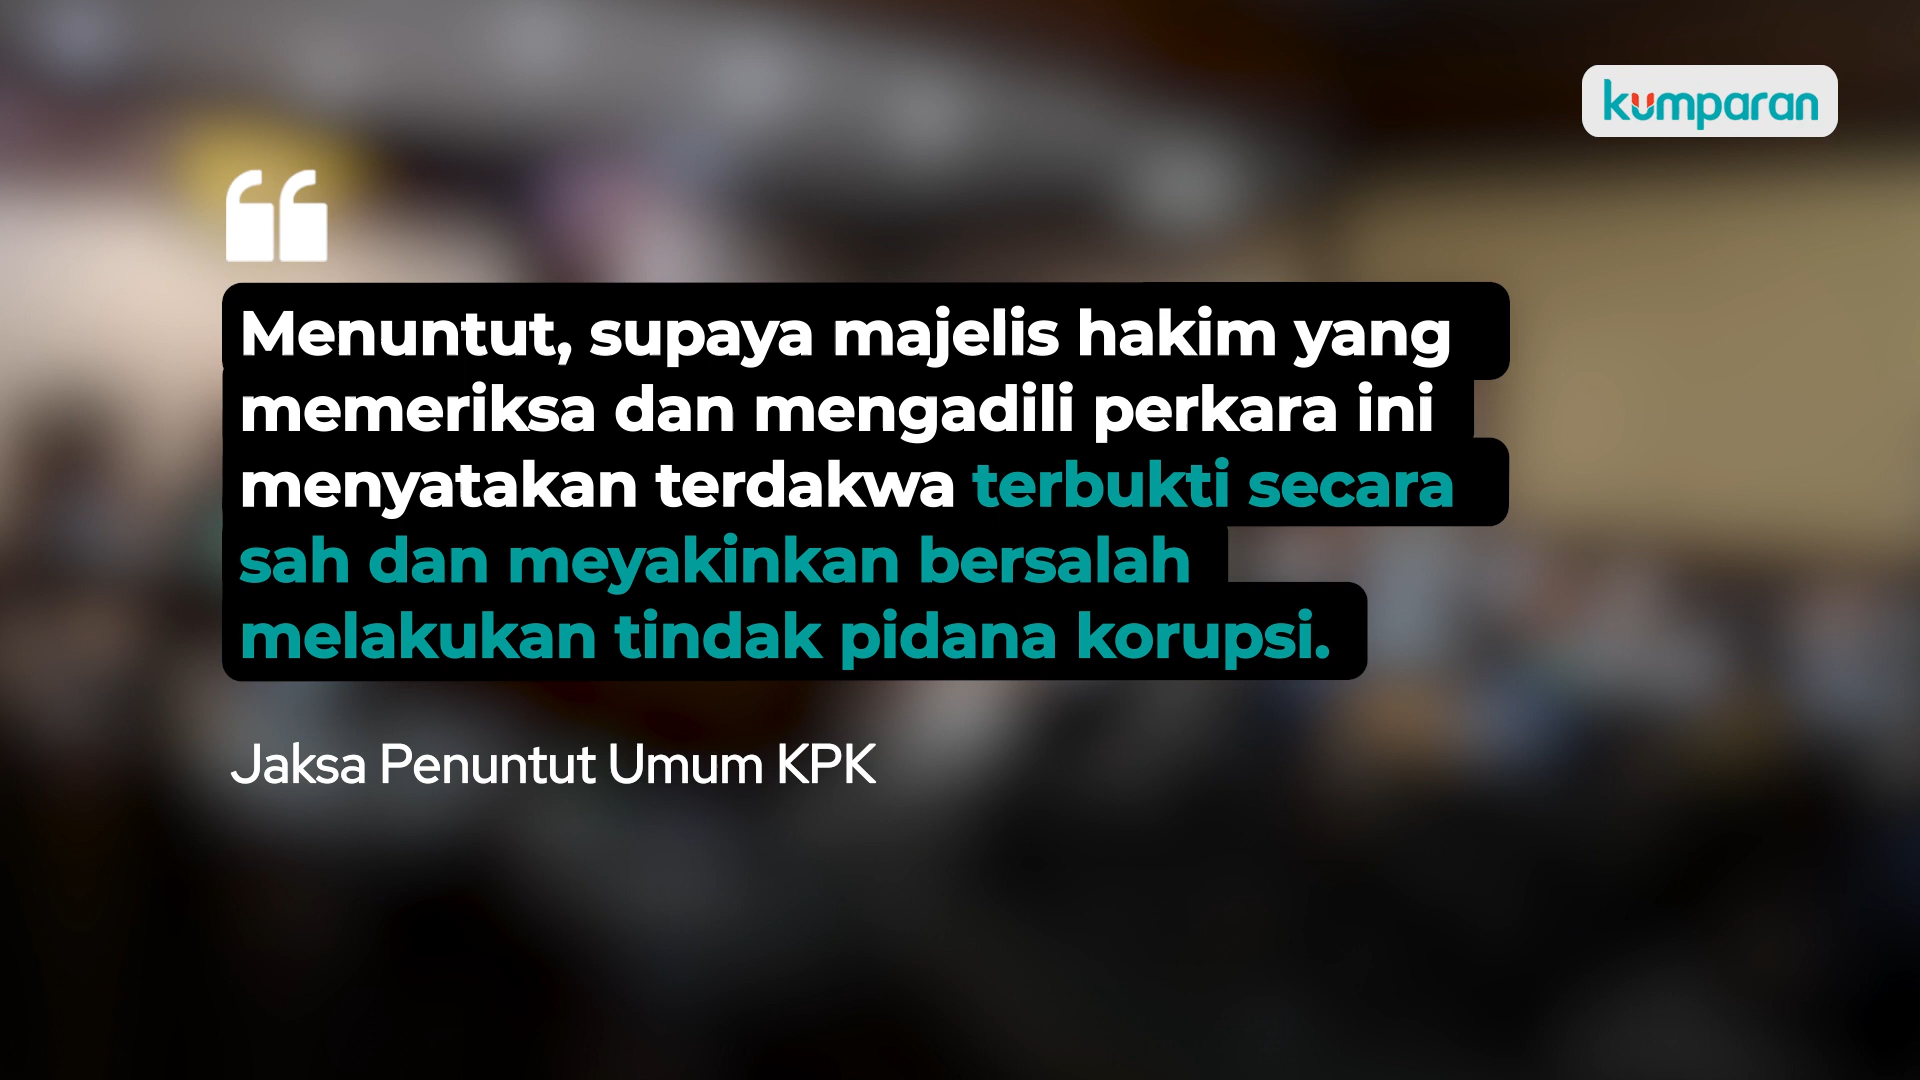 kumparan
Menuntut, supaya majelis hakim yang
memeriksa dan mengadili perkara ini
menyatakan terdakwa terbukti secara
sah dan meyakinkan bersalah
melakukan tindak pidana korupsi.
Jaksa Penuntut Umum KPK